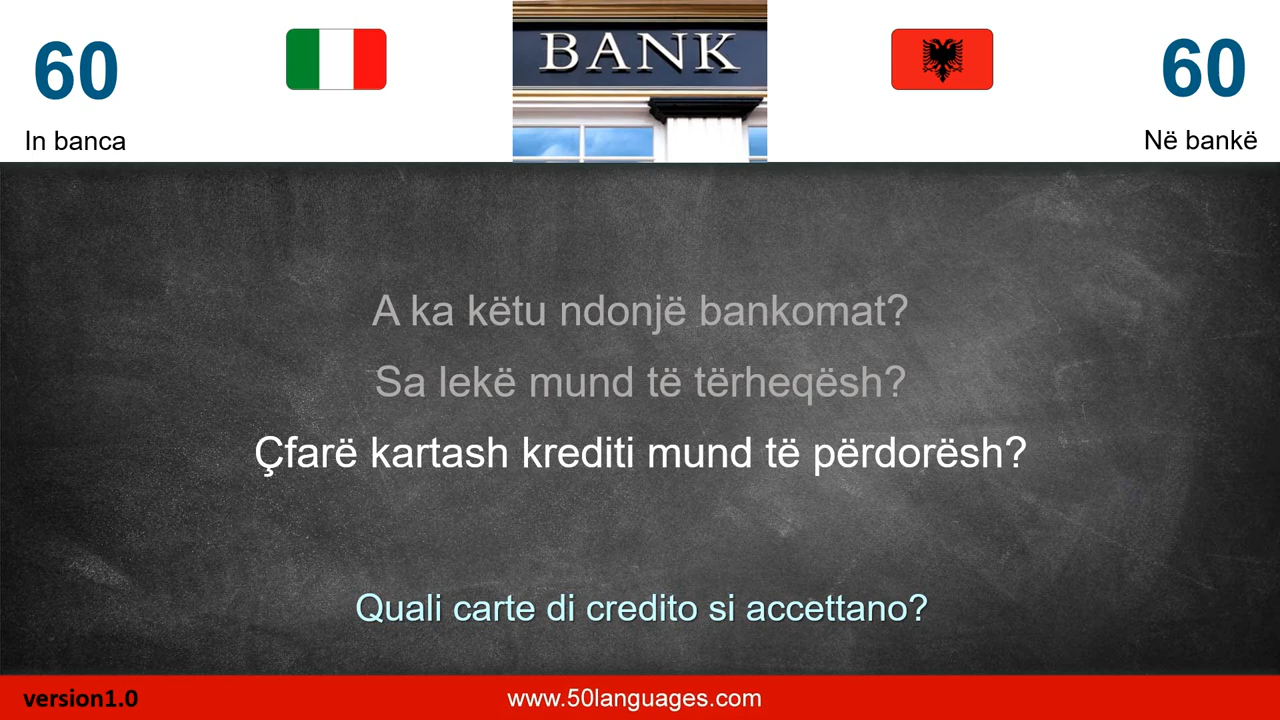 60
60
BANK
In banca
Në bankë
A ka këtu ndonjë bankomat?
Sa lekë mund të tërheqësh?
Çfarë kartash krediti mund të përdorësh?
Quali carte di credito si accettano?
version1.0
www.50languages.com